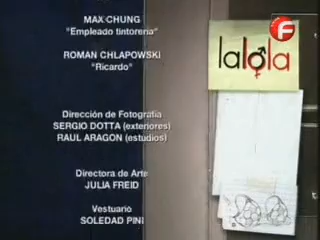 MAX CHUNG
"Empleado tintorería"
ROMAN CHLAPOWSKI
"Ricardo"
Dirección de Fotografía
SERGIO DOTTA (exteriores)
RAUL ARAGON (estudios)
Directora de Arte
JULIA FREID
Vestuario
SOLEDAD PINI
F
lalola